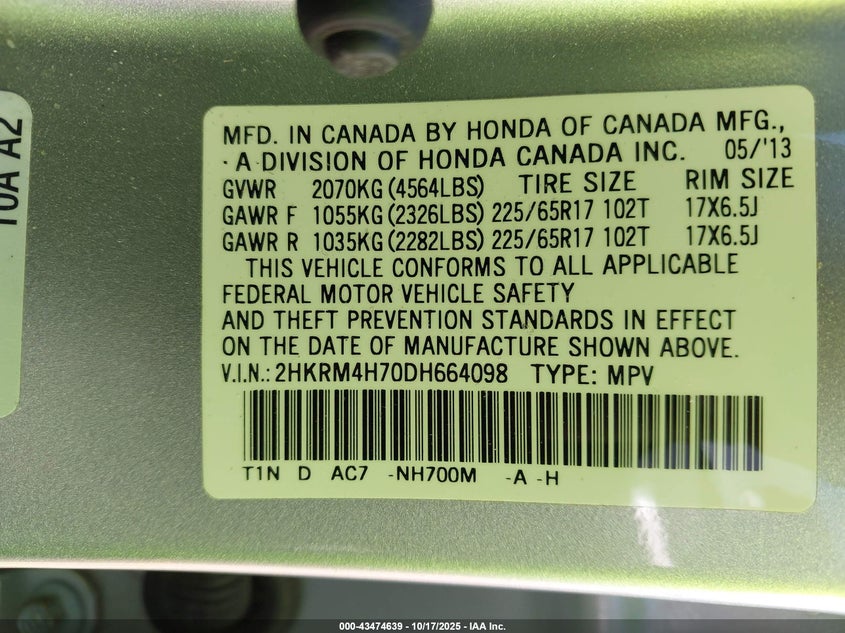 10A A2
MFD. IN CANADA BY HONDA OF CANADA MFG.,
A DIVISION OF HONDA CANADA INC. 05/'13
GVWR 2070KG (4564LBS) TIRE SIZE RIM SIZE
GAWR F 1055KG (2326LBS) 225/65R17 102T 17X6.5J
GAWR R 1035KG (2282LBS) 225/65R17 102T 17X6.5J
THIS VEHICLE CONFORMS TO ALL APPLICABLE
FEDERAL MOTOR VEHICLE SAFETY
AND THEFT PREVENTION STANDARDS IN EFFECT
ON THE DATE OF MANUFACTURE SHOWN ABOVE.
V.I.N.: 2HKRM4H70DH664098 TYPE: MPV
T1N D AC7 -NH700M -A -H
000-43474639 - 10/17/2025 - IAA Inc.